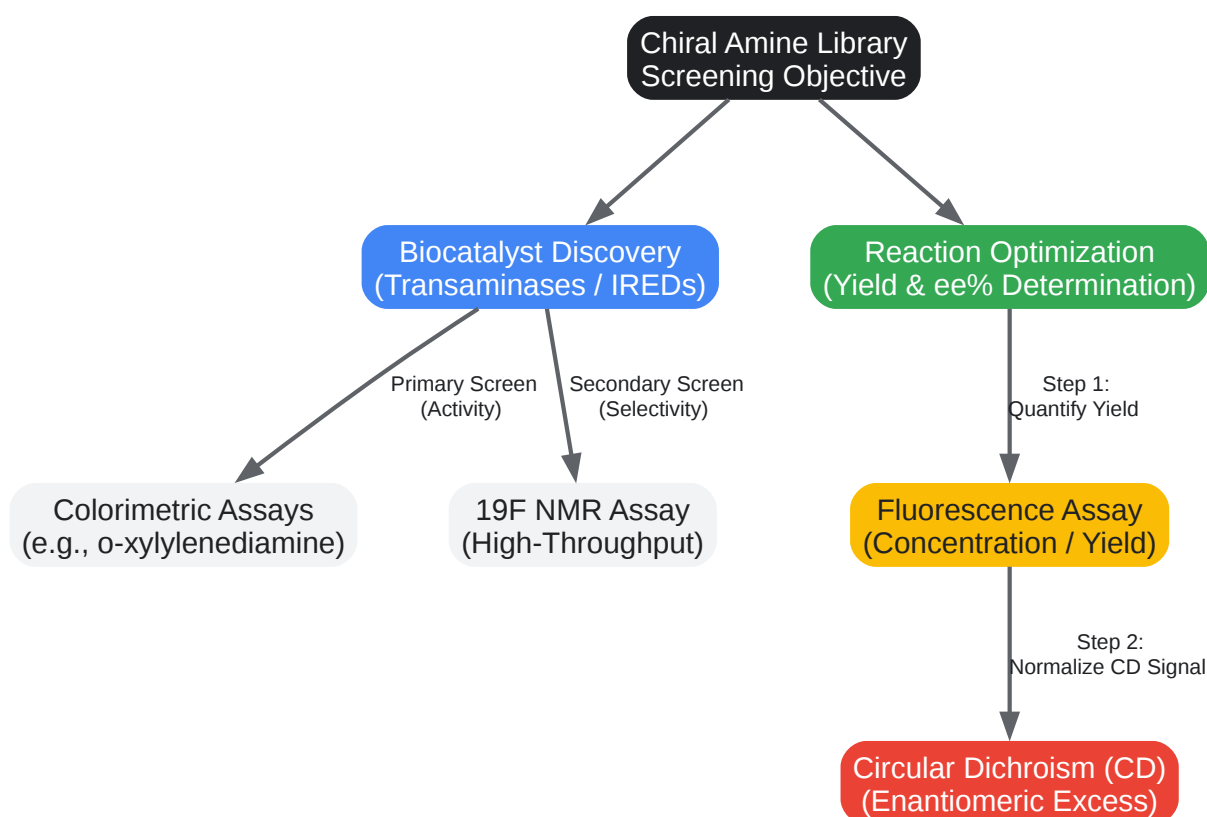 Chiral Amine Library
Screening Objective
Biocatalyst Discovery
(Transaminases / IREDs)
Reaction Optimization
(Yield & ee% Determination)
Primary Screen
(Activity)
Secondary Screen
(Selectivity)
Step 1:
Quantify Yield
Colorimetric Assays
(e.g., o-xylylenediamine)
19F NMR Assay
(High-Throughput)
Fluorescence Assay
(Concentration / Yield)
Step 2:
Normalize CD Signal
Circular Dichroism (CD)
(Enantiomeric Excess)